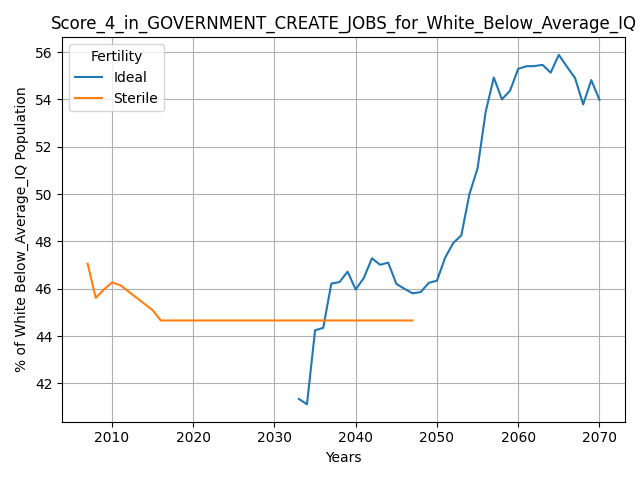 Score_4_in_GOVERNMENT_CREATE_JOBS_for_White_Below_Average_IQ
Fertility
Ideal
Sterile
% of White Below_Average_IQ Population
56
54
52
50
48
46
44
42
2010
2020
2030
2040
2050
2060
2070
Years